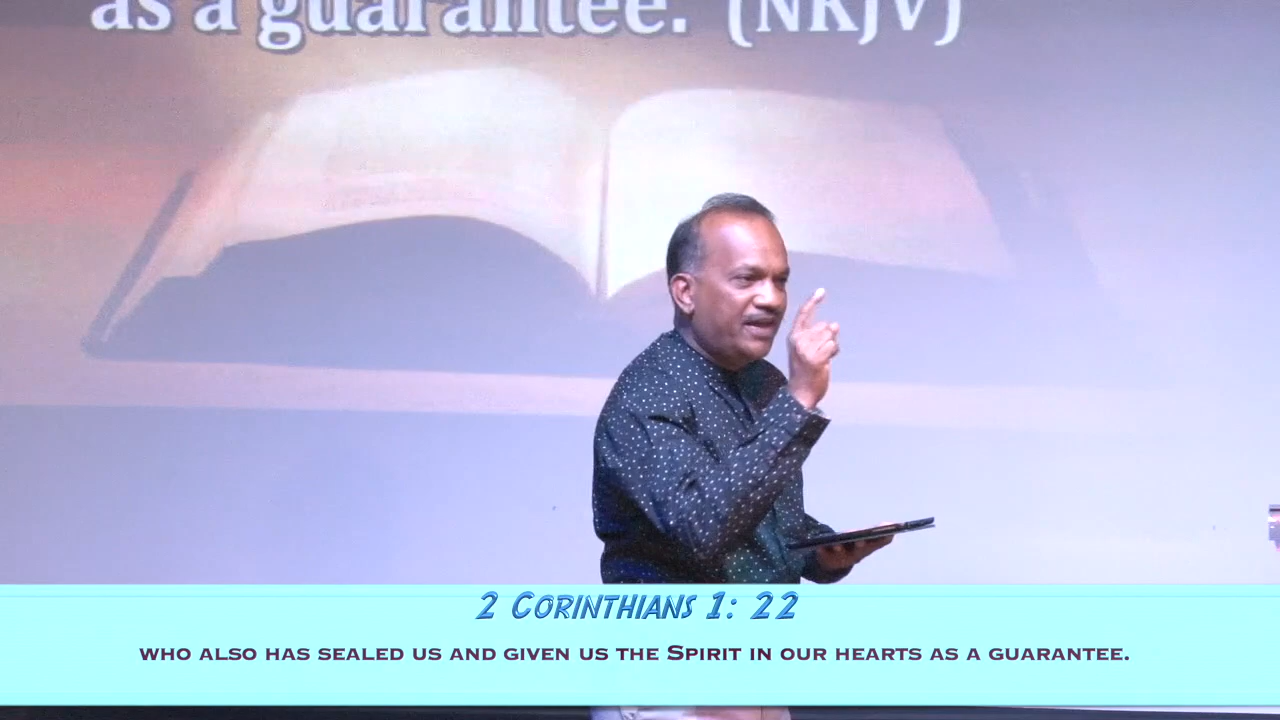 as a guarantee. (NKJV)
2 Corinthians 1: 22
who also has sealed us and given us the Spirit in our hearts as a guarantee.